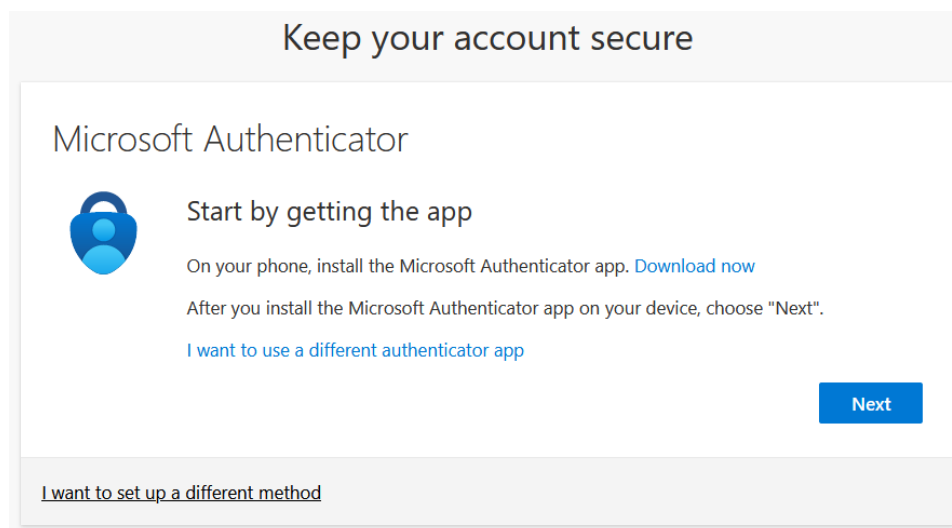 Keep your account secure
Microsoft Authenticator
Start by getting the app
On your phone, install the Microsoft Authenticator app. Download now
After you install the Microsoft Authenticator app on your device, choose "Next".
I want to use a different authenticator app
Next
I want to set up a different method